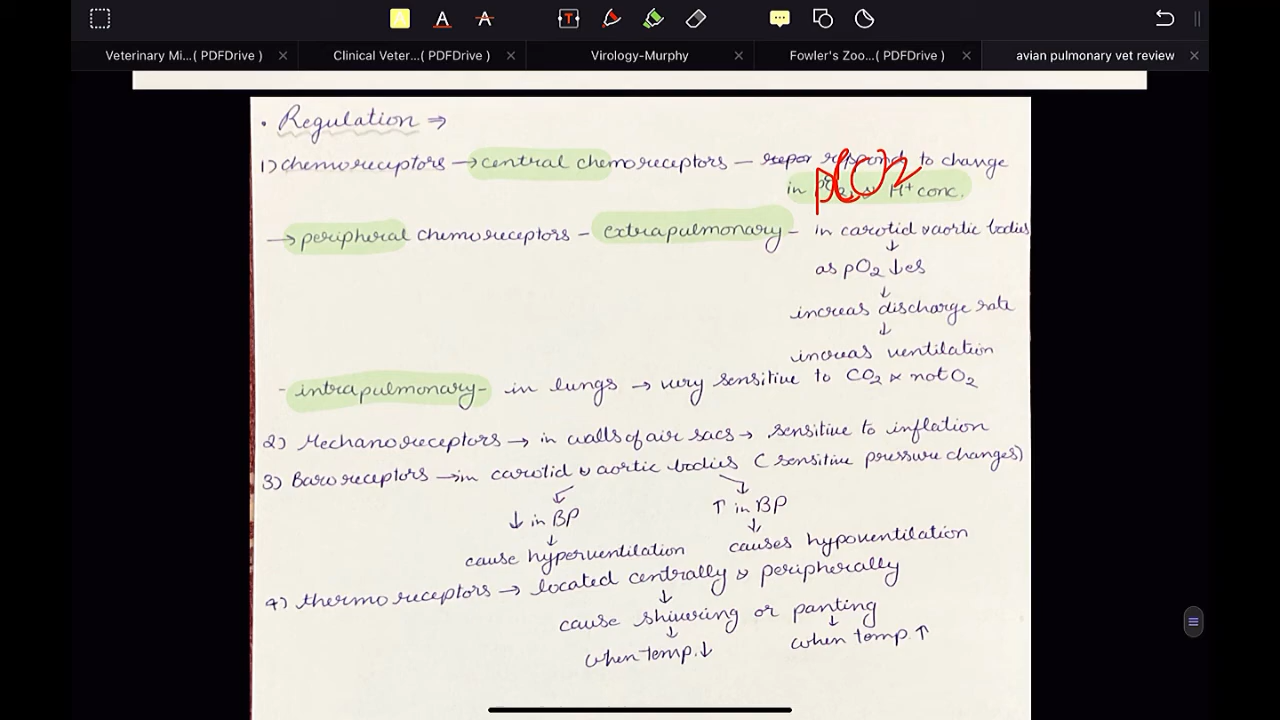 Veterinary Mi...( PDFDrive )
Clinical Veter...( PDFDrive )
Virology-Murphy
Fowler's Zoo...( PDFDrive )
avian pulmonary vet review
• Regulation ⇒
1) chemoreceptors → central chemoreceptors – respond to change
pCO2
in & H⁺ conc.
→ peripheral chemoreceptors – extrapulmonary – in carotid & aortic bodies
↓
as pO₂ ↓es
↓
increas discharge rate
↓
increas ventilation
- intrapulmonary - in lungs → very sensitive to CO₂ & not O₂
2) Mechanoreceptors → in walls of air sacs → sensitive to inflation
3) Baroreceptors → in carotid & aortic bodies ( sensitive pressure changes)
↓ in BP ↑ in BP
↓ ↓
cause hyperventilation causes hypoventilation
4) thermoreceptors → located centrally & peripherally
↓
cause shivering or panting
↓ ↓
when temp. ↓ when temp ↑